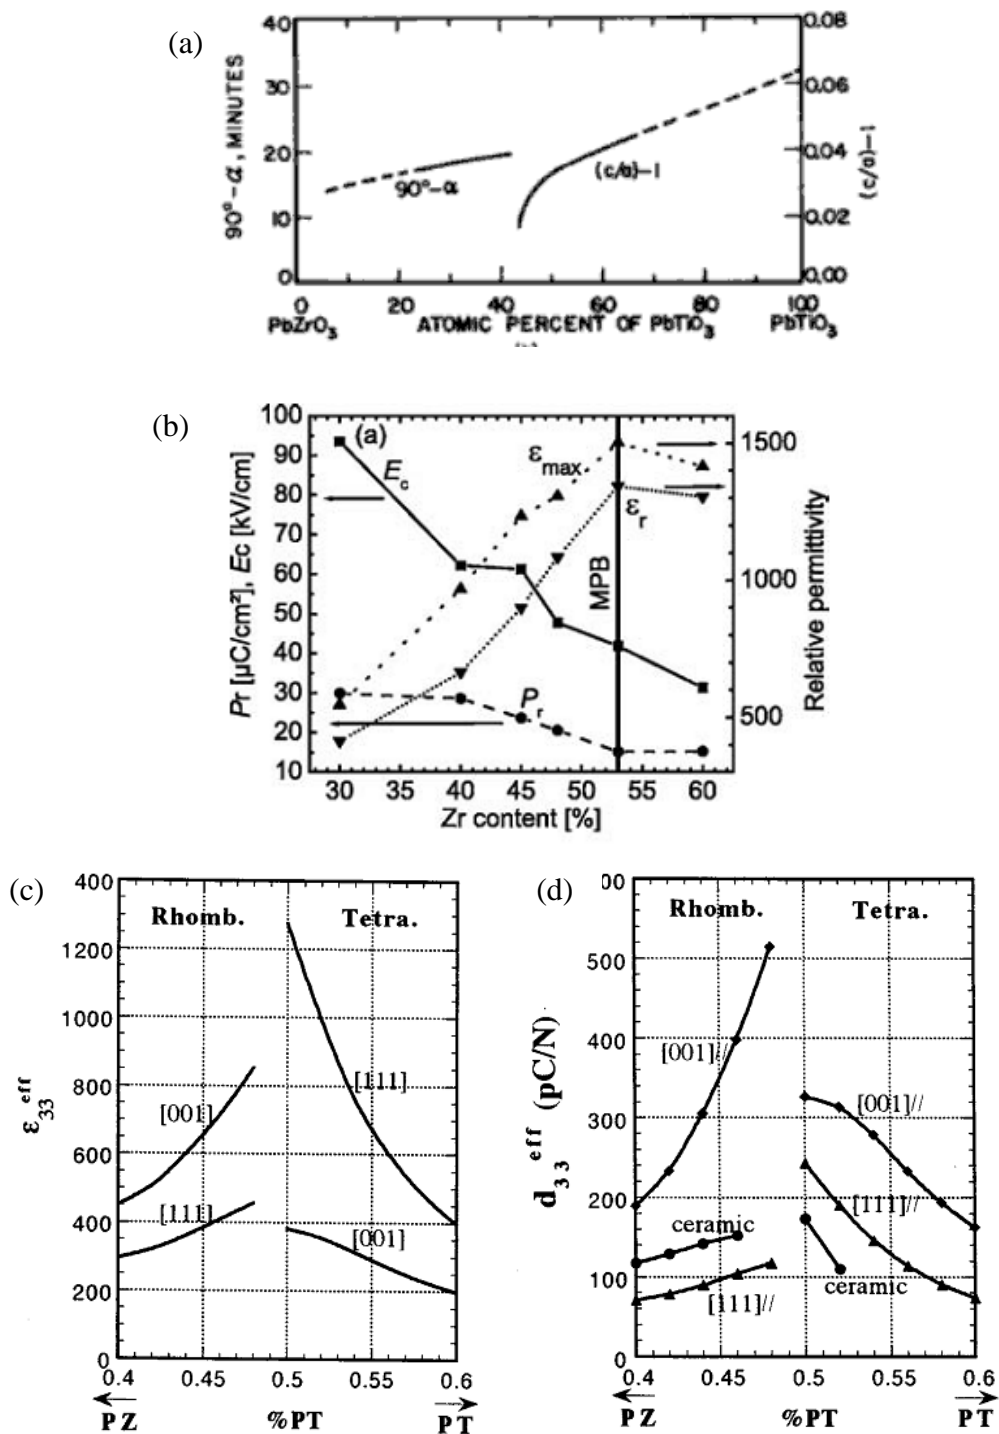 (a)
40
30
20
10
0
90°-α, MINUTES
90°-α
(c/a)-1
0.08
0.06
0.04
0.02
0.00
(c/a)-1
0 20 40 60 80 100
PbZrO₃ ATOMIC PERCENT OF PbTiO₃ PbTiO₃
(b)
(a)
100
90
80
70
60
50
40
30
20
10
Pr [µC/cm²], Ec [kV/cm]
E_c
ε_max
ε_r
MPB
P_r
1500
1000
500
Relative permittivity
30 35 40 45 50 55 60
Zr content [%]
(c)
1400
1200
1000
800
600
400
200
0
ε₃₃ᵉᶠᶠ
Rhomb. Tetra.
[001]
[111]
[111]
[001]
0.4 0.45 0.5 0.55 0.6
PZ %PT PT
(d)
00
500
400
300
200
100
00
d₃₃ᵉᶠᶠ (pC/N)
Rhomb. Tetra.
[001]//
[001]//
ceramic
[111]//
[111]//
ceramic
0.4 0.45 0.5 0.55 0.6
PZ %PT PT